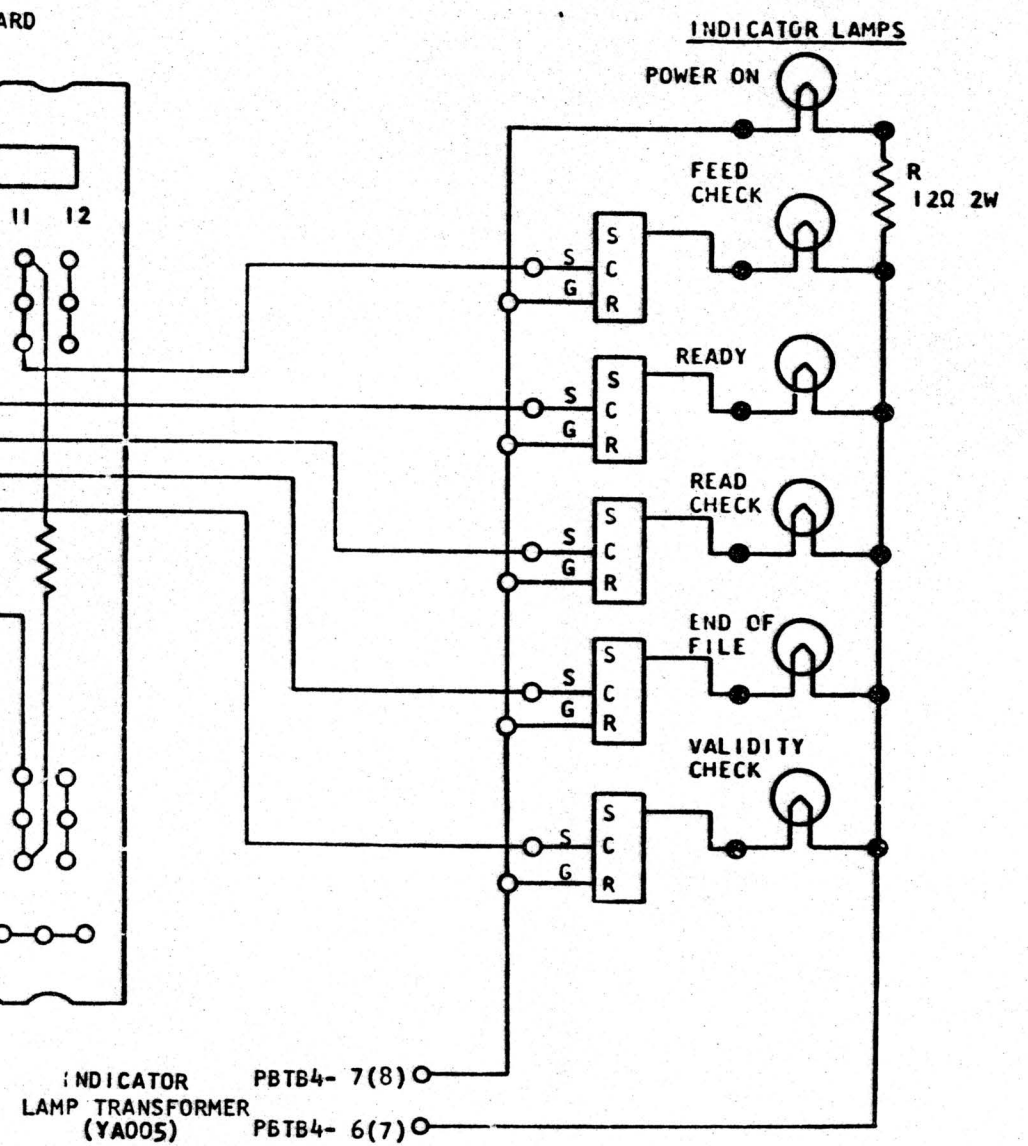 ARD
INDICATOR LAMPS
POWER ON
R
12Ω 2W
FEED
CHECK
11 12
S
C
R
S
G
READY
S
C
R
S
G
READ
CHECK
S
C
R
S
G
END OF
FILE
S
C
R
S
G
VALIDITY
CHECK
S
C
R
S
G
INDICATOR
LAMP TRANSFORMER
(YA005)
PBTB4- 7(8)
PBTB4- 6(7)